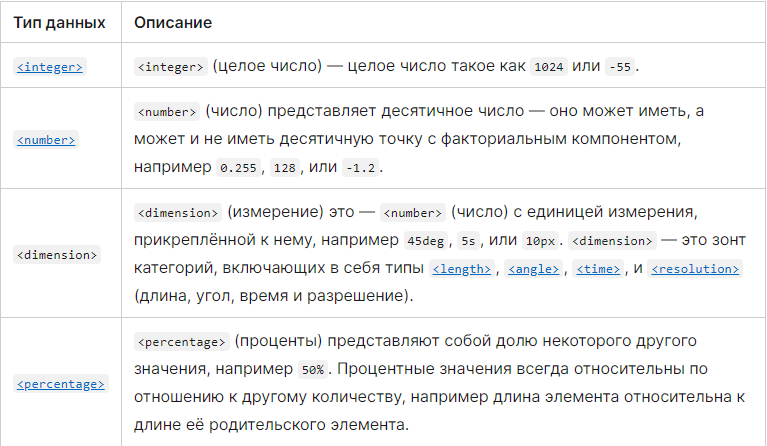 Тип данных Описание
<integer> <integer> (целое число) — целое число такое как 1024 или -55.
<number> (число) представляет десятичное число — оно может иметь, а
<number> может и не иметь десятичную точку с факториальным компонентом,
например 0.255, 128, или -1.2.
<dimension> (измерение) это — <number> (число) с единицей измерения,
прикреплённой к нему, например 45deg, 5s, или 10px. <dimension> — это зонт
<dimension> категорий, включающих в себя типы <length>, <angle>, <time>, и <resolution>
(длина, угол, время и разрешение).
<percentage> (проценты) представляют собой долю некоторого другого
значения, например 50%. Процентные значения всегда относительны по
<percentage> отношению к другому количеству, например длина элемента относительна к
длине её родительского элемента.